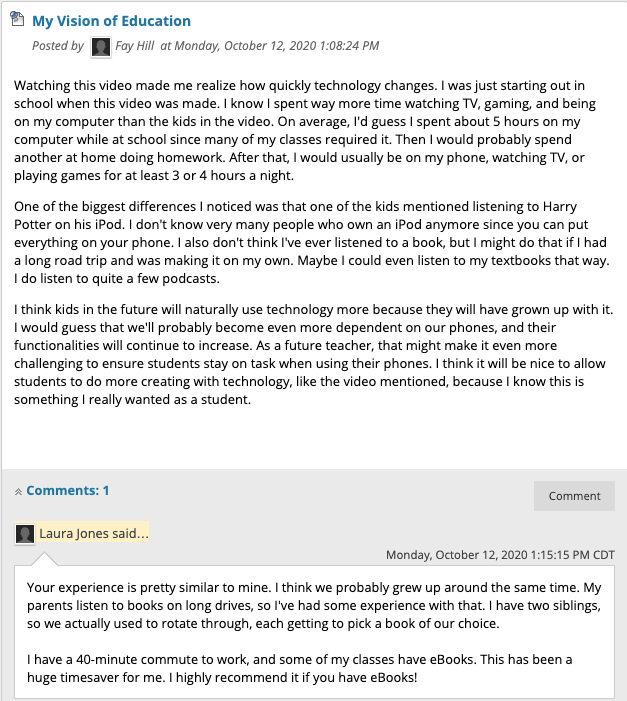 My Vision of Education
Posted by Fay Hill at Monday, October 12, 2020 1:08:24 PM
Watching this video made me realize how quickly technology changes. I was just starting out in
school when this video was made. I know I spent way more time watching TV, gaming, and being
on my computer than the kids in the video. On average, I'd guess I spent about 5 hours on my
computer while at school since many of my classes required it. Then I would probably spend
another at home doing homework. After that, I would usually be on my phone, watching TV, or
playing games for at least 3 or 4 hours a night.
One of the biggest differences I noticed was that one of the kids mentioned listening to Harry
Potter on his iPod. I don't know very many people who own an iPod anymore since you can put
everything on your phone. I also don't think I've ever listened to a book, but I might do that if I had
a long road trip and was making it on my own. Maybe I could even listen to my textbooks that way.
I do listen to quite a few podcasts.
I think kids in the future will naturally use technology more because they will have grown up with it.
I would guess that we'll probably become even more dependent on our phones, and their
functionalities will continue to increase. As a future teacher, that might make it even more
challenging to ensure students stay on task when using their phones. I think it will be nice to allow
students to do more creating with technology, like the video mentioned, because I know this is
something I really wanted as a student.
Comments: 1
Comment
Laura Jones said...
Monday, October 12, 2020 1:15:15 PM CDT
Your experience is pretty similar to mine. I think we probably grew up around the same time. My
parents listen to books on long drives, so I've had some experience with that. I have two siblings,
so we actually used to rotate through, each getting to pick a book of our choice.
I have a 40-minute commute to work, and some of my classes have eBooks. This has been a
huge timesaver for me. I highly recommend it if you have eBooks!